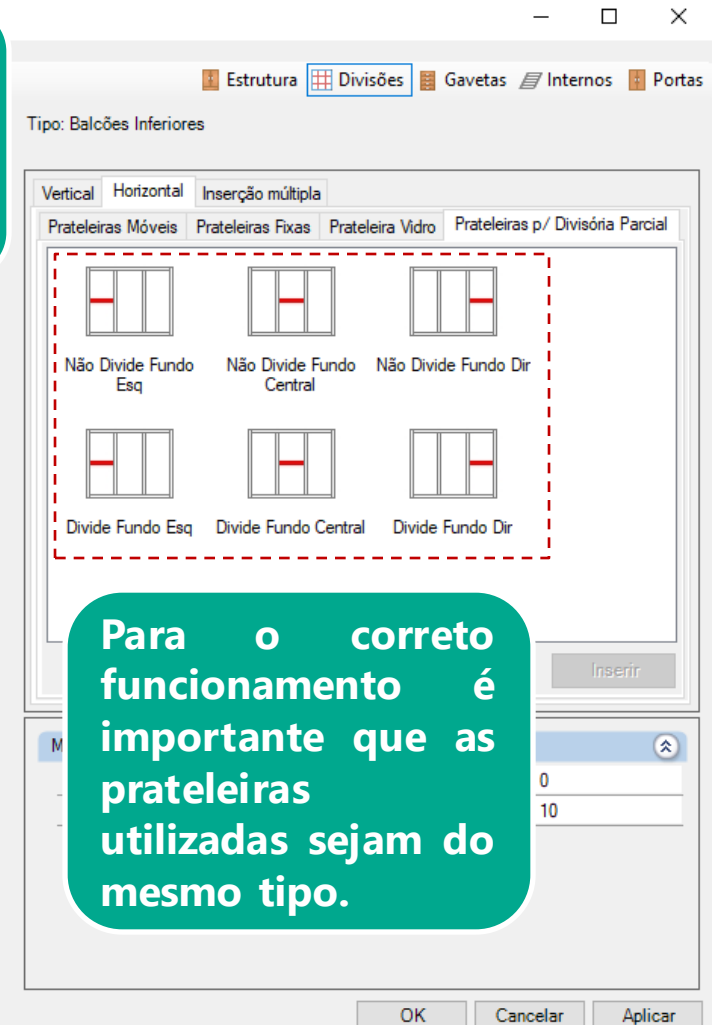 Estrutura Divisões Gavetas Internos Portas
Tipo: Balcões Inferiores
Vertical Horizontal Inserção múltipla
Prateleiras Móveis Prateleiras Fixas Prateleira Vidro Prateleiras p/ Divisória Parcial
Não Divide Fundo Esq
Não Divide Fundo Central
Não Divide Fundo Dir
Divide Fundo Esq
Divide Fundo Central
Divide Fundo Dir
Inserir
Para o correto
funcionamento é
importante que as
prateleiras
utilizadas sejam do
mesmo tipo.
0
10
OK Cancelar Aplicar